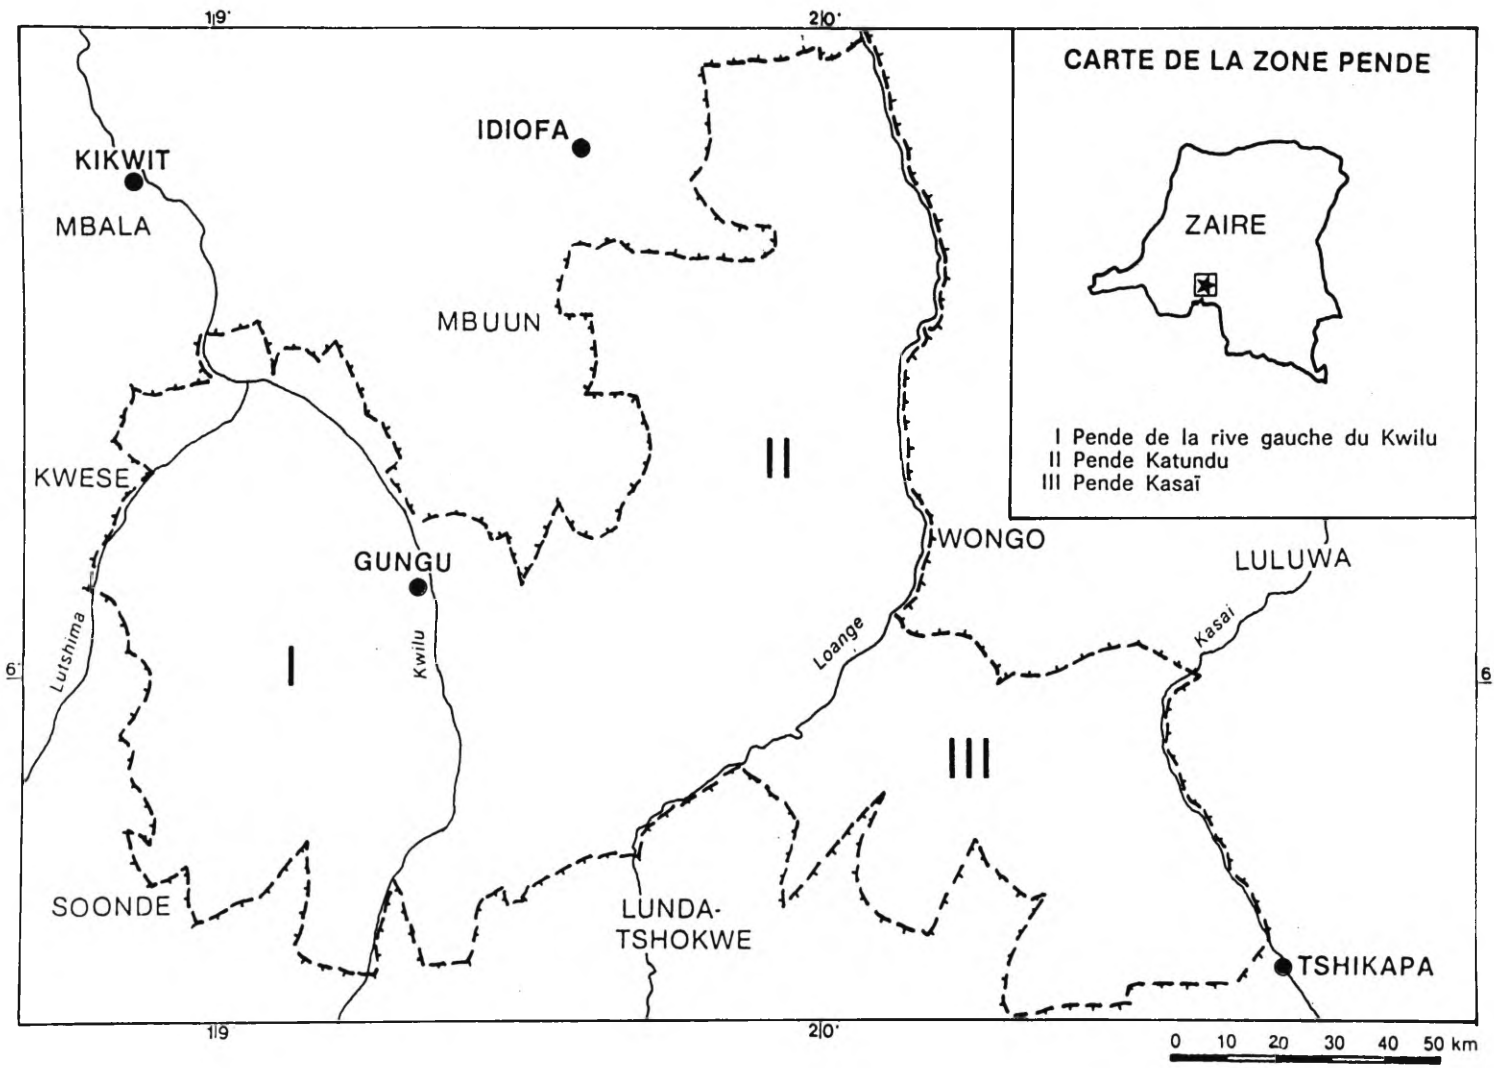 19°
20°
CARTE DE LA ZONE PENDE
IDIOFA
KIKWIT
MBALA
ZAIRE
MBUUN
I Pende de la rive gauche du Kwilu
II Pende Katundu
III Pende Kasaï
KWESE
II
WONGO
GUNGU
LULUWA
Lutshima
Kwilu
Loange
Kasai
I
6°
6
III
SOONDE
LUNDA-
TSHOKWE
TSHIKAPA
19
20°
0 10 20 30 40 50 km